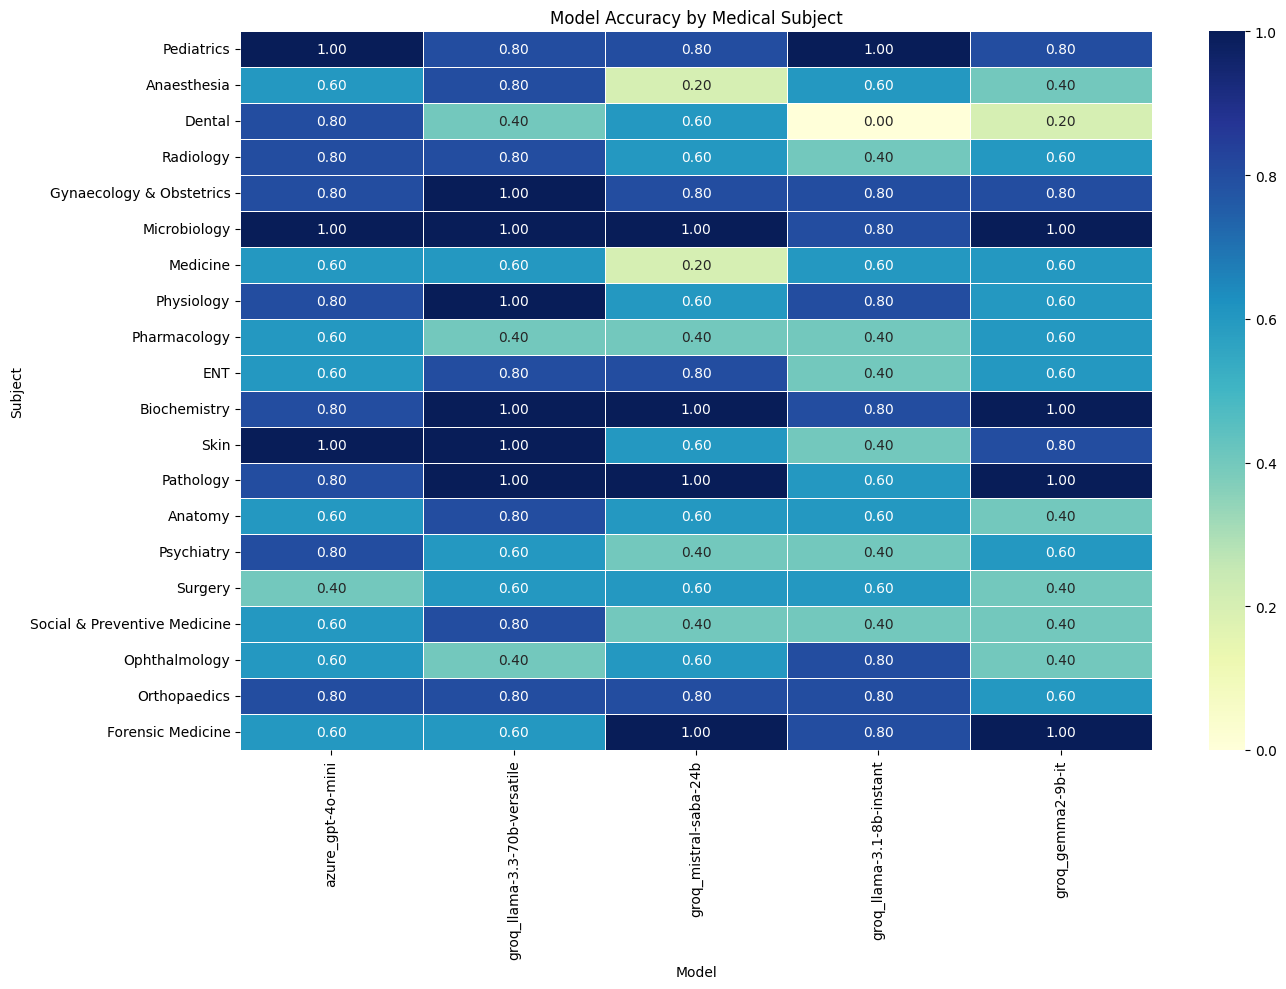 Model Accuracy by Medical Subject
Pediatrics 1.00 0.80 0.80 1.00 0.80
Anaesthesia 0.60 0.80 0.20 0.60 0.40
Dental 0.80 0.40 0.60 0.00 0.20
Radiology 0.80 0.80 0.60 0.40 0.60
Gynaecology & Obstetrics 0.80 1.00 0.80 0.80 0.80
Microbiology 1.00 1.00 1.00 0.80 1.00
Medicine 0.60 0.60 0.20 0.60 0.60
Physiology 0.80 1.00 0.60 0.80 0.60
Pharmacology 0.60 0.40 0.40 0.40 0.60
ENT 0.60 0.80 0.80 0.40 0.60
Biochemistry 0.80 1.00 1.00 0.80 1.00
Skin 1.00 1.00 0.60 0.40 0.80
Pathology 0.80 1.00 1.00 0.60 1.00
Anatomy 0.60 0.80 0.60 0.60 0.40
Psychiatry 0.80 0.60 0.40 0.40 0.60
Surgery 0.40 0.60 0.60 0.60 0.40
Social & Preventive Medicine 0.60 0.80 0.40 0.40 0.40
Ophthalmology 0.60 0.40 0.60 0.80 0.40
Orthopaedics 0.80 0.80 0.80 0.80 0.60
Forensic Medicine 0.60 0.60 1.00 0.80 1.00
Subject
azure_gpt-4o-mini
groq_llama-3.3-70b-versatile
groq_mistral-saba-24b
groq_llama-3.1-8b-instant
groq_gemma2-9b-it
Model
1.0
0.8
0.6
0.4
0.2
0.0